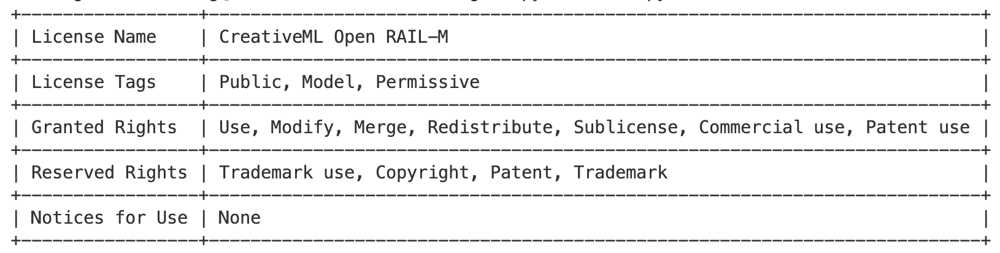 +-----------------+--------------------------------------------------------------------------+
| License Name    | CreativeML Open RAIL-M                                                   |
+-----------------+--------------------------------------------------------------------------+
| License Tags    | Public, Model, Permissive                                                |
+-----------------+--------------------------------------------------------------------------+
| Granted Rights  | Use, Modify, Merge, Redistribute, Sublicense, Commercial use, Patent use |
+-----------------+--------------------------------------------------------------------------+
| Reserved Rights | Trademark use, Copyright, Patent, Trademark                              |
+-----------------+--------------------------------------------------------------------------+
| Notices for Use | None                                                                     |
+-----------------+--------------------------------------------------------------------------+